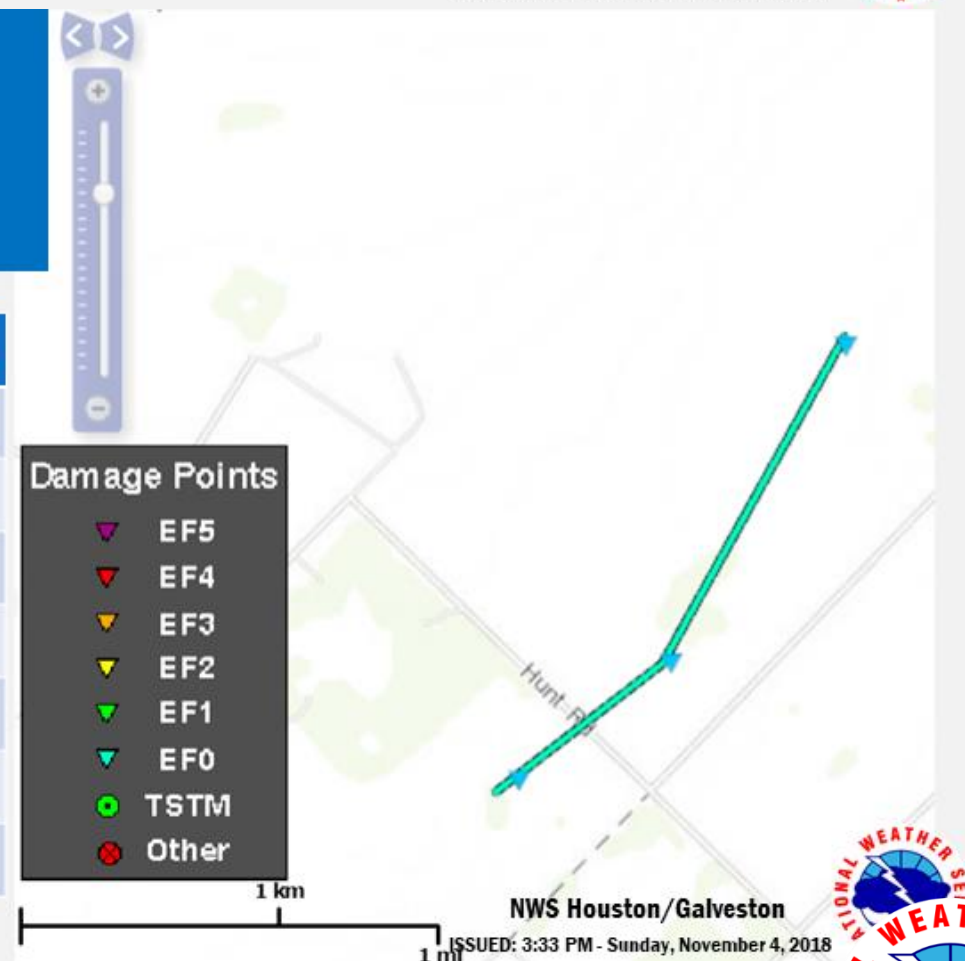 Damage Points
EF5
EF4
EF3
EF2
EF1
EF0
TSTM
Other
Hunt Rd
1 km
1 mi
NWS Houston/Galveston
ISSUED: 3:33 PM - Sunday, November 4, 2018
WEATHER